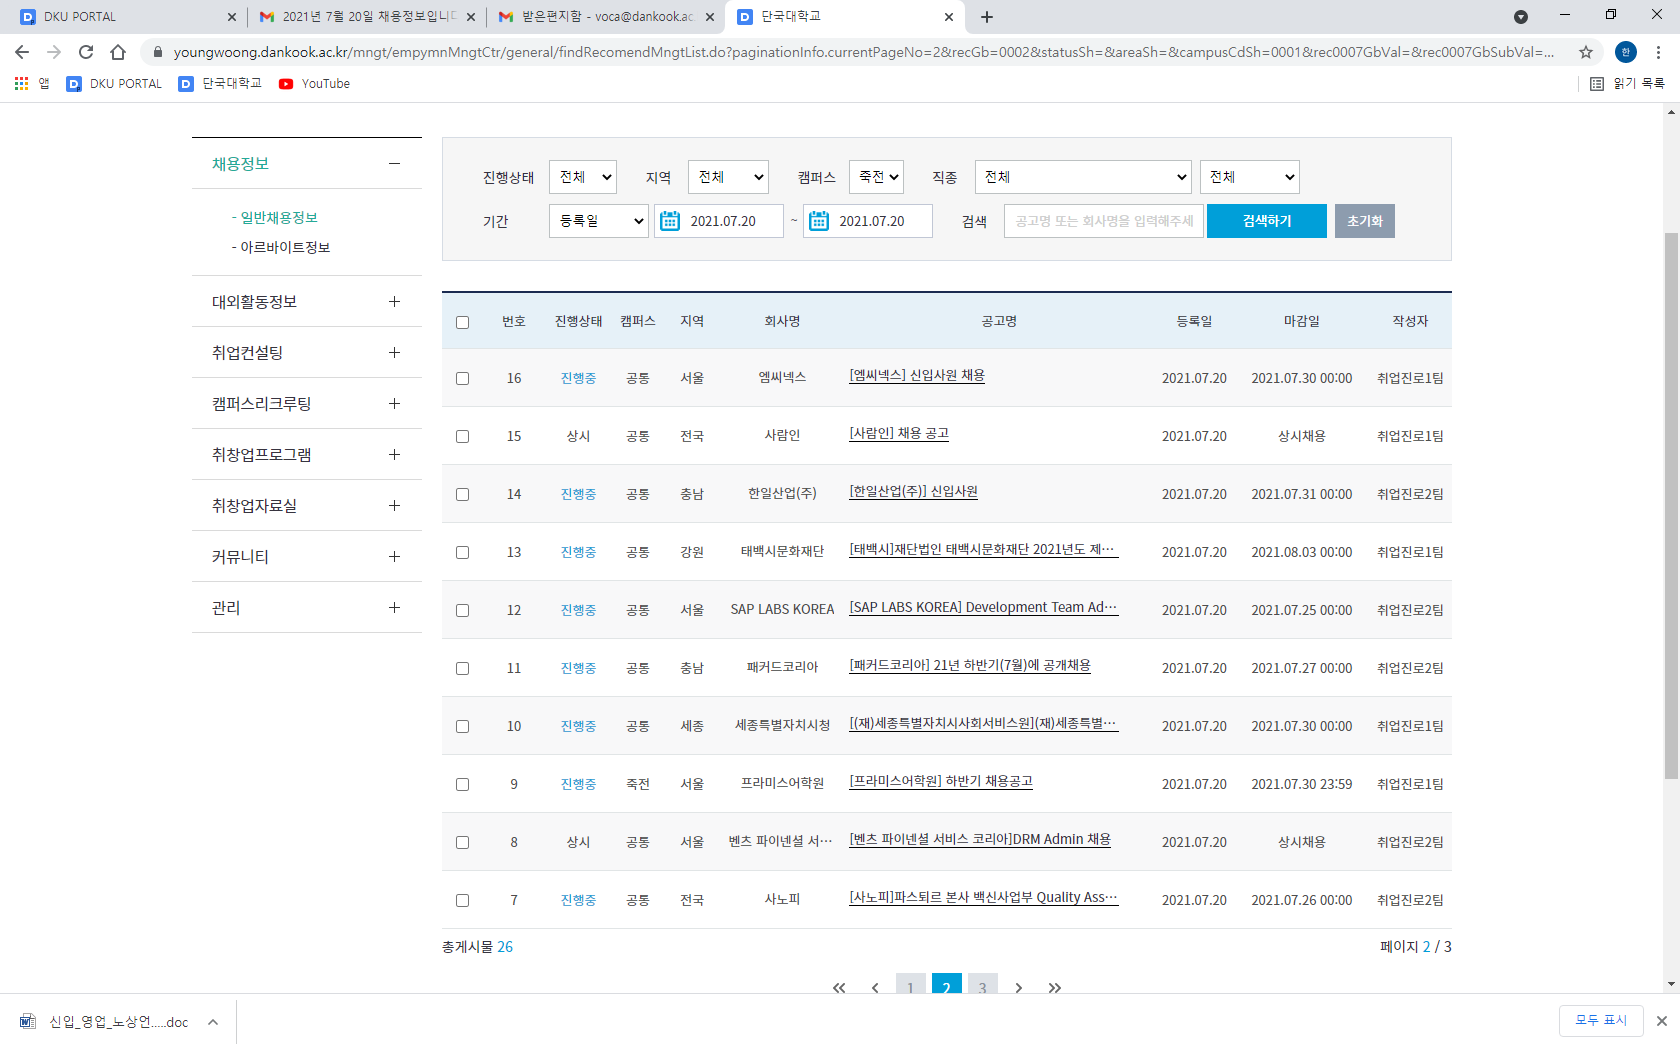 DKU PORTAL
2021년 7월 20일 채용정보입니다
받은편지함 - voca@dankook.ac.
단국대학교
youngwoong.dankook.ac.kr/mngt/empymnMngtCtr/general/findRecomendMngtList.do?paginationInfo.currentPageNo=2&recGb=0002&statusSh=&areaSh=&campusCdSh=0001&rec0007GbVal=&rec0007GbSubVal=...
한
앱
DKU PORTAL
단국대학교
YouTube
읽기 목록
채용정보
- 일반채용정보
- 아르바이트정보
대외활동정보
취업컨설팅
캠퍼스리크루팅
취창업프로그램
취창업자료실
커뮤니티
관리
진행상태 전체 지역 전체 캠퍼스 죽전 직종 전체 전체
기간 등록일 2021.07.20 ~ 2021.07.20 검색 공고명 또는 회사명을 입력해주세 검색하기 초기화
번호 진행상태 캠퍼스 지역 회사명 공고명 등록일 마감일 작성자
16 진행중 공통 서울 엠씨넥스 [엠씨넥스] 신입사원 채용 2021.07.20 2021.07.30 00:00 취업진로1팀
15 상시 공통 전국 사람인 [사람인] 채용 공고 2021.07.20 상시채용 취업진로1팀
14 진행중 공통 충남 한일산업(주) [한일산업(주)] 신입사원 2021.07.20 2021.07.31 00:00 취업진로2팀
13 진행중 공통 강원 태백시문화재단 [태백시]재단법인 태백시문화재단 2021년도 제… 2021.07.20 2021.08.03 00:00 취업진로1팀
12 진행중 공통 서울 SAP LABS KOREA [SAP LABS KOREA] Development Team Ad… 2021.07.20 2021.07.25 00:00 취업진로2팀
11 진행중 공통 충남 패커드코리아 [패커드코리아] 21년 하반기(7월)에 공개채용 2021.07.20 2021.07.27 00:00 취업진로2팀
10 진행중 공통 세종 세종특별자치시청 [(재)세종특별자치시사회서비스원](재)세종특별… 2021.07.20 2021.07.30 00:00 취업진로1팀
9 진행중 죽전 서울 프라미스어학원 [프라미스어학원] 하반기 채용공고 2021.07.20 2021.07.30 23:59 취업진로1팀
8 상시 공통 서울 벤츠 파이넨셜 서… [벤츠 파이넨셜 서비스 코리아]DRM Admin 채용 2021.07.20 상시채용 취업진로2팀
7 진행중 공통 전국 사노피 [사노피]파스퇴르 본사 백신사업부 Quality Ass… 2021.07.20 2021.07.26 00:00 취업진로2팀
총게시물 26
페이지 2 / 3
« ‹ 1 2 3 › »
신입_영업_노상언.....doc
모두 표시